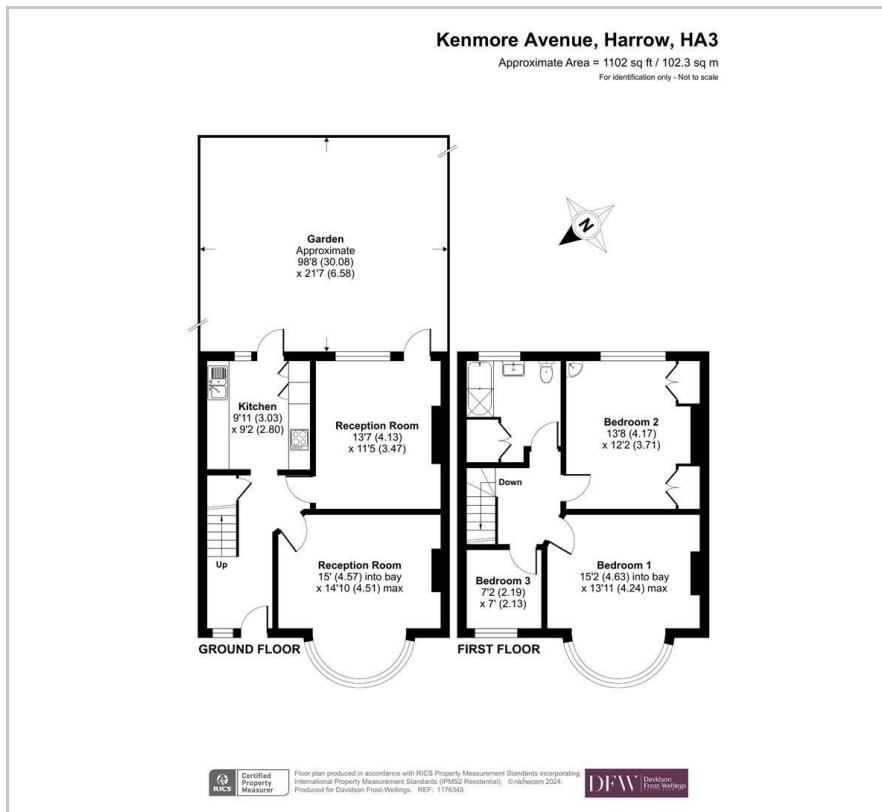 Kenmore Avenue, Harrow, HA3
Approximate Area = 1102 sq ft / 102.3 sq m
For identification only - Not to scale
Garden
Approximate
98'8 (30.08)
x 21'7 (6.58)
N
Kitchen
9'11 (3.03)
x 9'2 (2.80)
Reception Room
13'7 (4.13)
x 11'5 (3.47)
Up
Reception Room
15' (4.57) into bay
x 14'10 (4.51) max
GROUND FLOOR
Bedroom 2
13'8 (4.17)
x 12'2 (3.71)
Down
Bedroom 3
7'2 (2.19)
x 7' (2.13)
Bedroom 1
15'2 (4.63) into bay
x 13'11 (4.24) max
FIRST FLOOR
RICS
Certified
Property
Measurer
Floor plan produced in accordance with RICS Property Measurement Standards incorporating
International Property Measurement Standards (IPMS2 Residential). © nichecom 2024.
Produced for Davidson Frost-Wellings. REF: 1176345
DFW
Davidson
Frost-Wellings